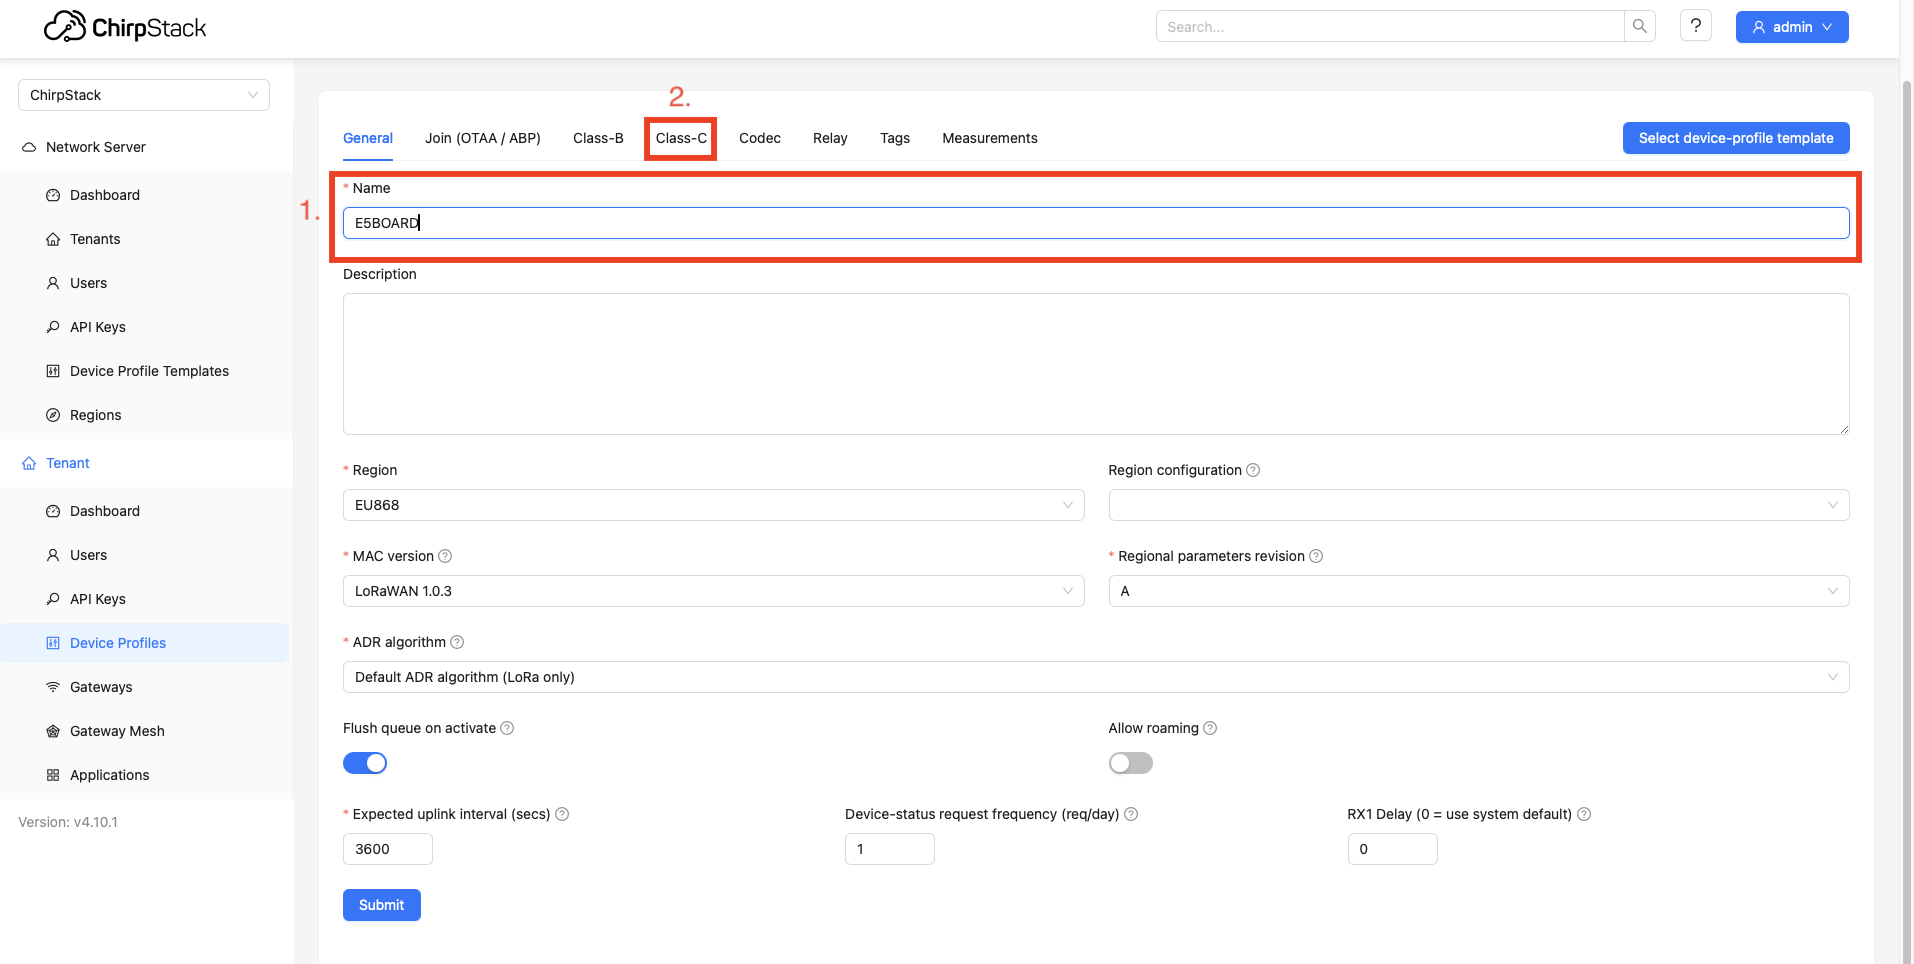 ChirpStack
Search...
?
admin
ChirpStack
Network Server
Dashboard
Tenants
Users
API Keys
Device Profile Templates
Regions
Tenant
Dashboard
Users
API Keys
Device Profiles
Gateways
Gateway Mesh
Applications
Version: v4.10.1
2.
General Join (OTAA / ABP) Class-B Class-C Codec Relay Tags Measurements Select device-profile template
1.
* Name
E5BOARD
Description
* Region Region configuration ?
EU868
* MAC version ? * Regional parameters revision ?
LoRaWAN 1.0.3 A
* ADR algorithm ?
Default ADR algorithm (LoRa only)
Flush queue on activate ? Allow roaming ?
* Expected uplink interval (secs) ? Device-status request frequency (req/day) ? RX1 Delay (0 = use system default) ?
3600 1 0
Submit